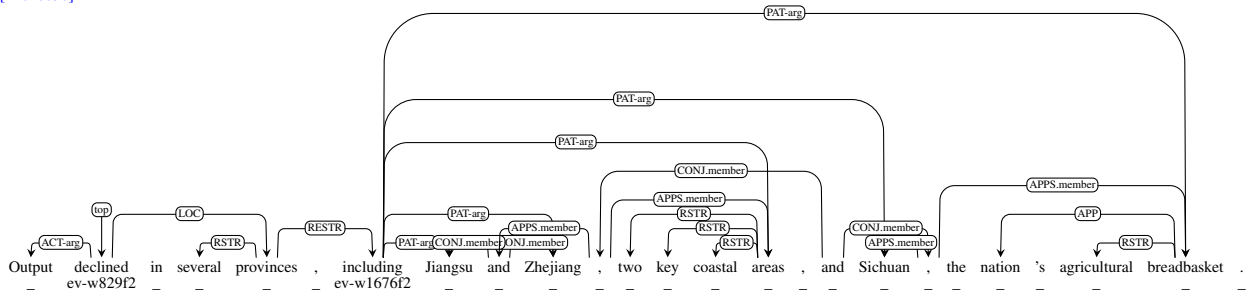 PAT-arg
PAT-arg
PAT-arg
CONJ.member
APPS.member
APPS.member
top LOC PAT-arg RSTR APP
RESTR APPS.member RSTR CONJ.member
ACT-arg RSTR PAT-arg CONJ.member ONJ.member RSTR APPS.member RSTR
Output declined in several provinces , including Jiangsu and Zhejiang , two key coastal areas , and Sichuan , the nation 's agricultural breadbasket .
_ ev-w829f2 _ _ _ _ ev-w1676f2 _ _ _ _ _ _ _ _ _ _ _ _ _ _ _ _ _ _